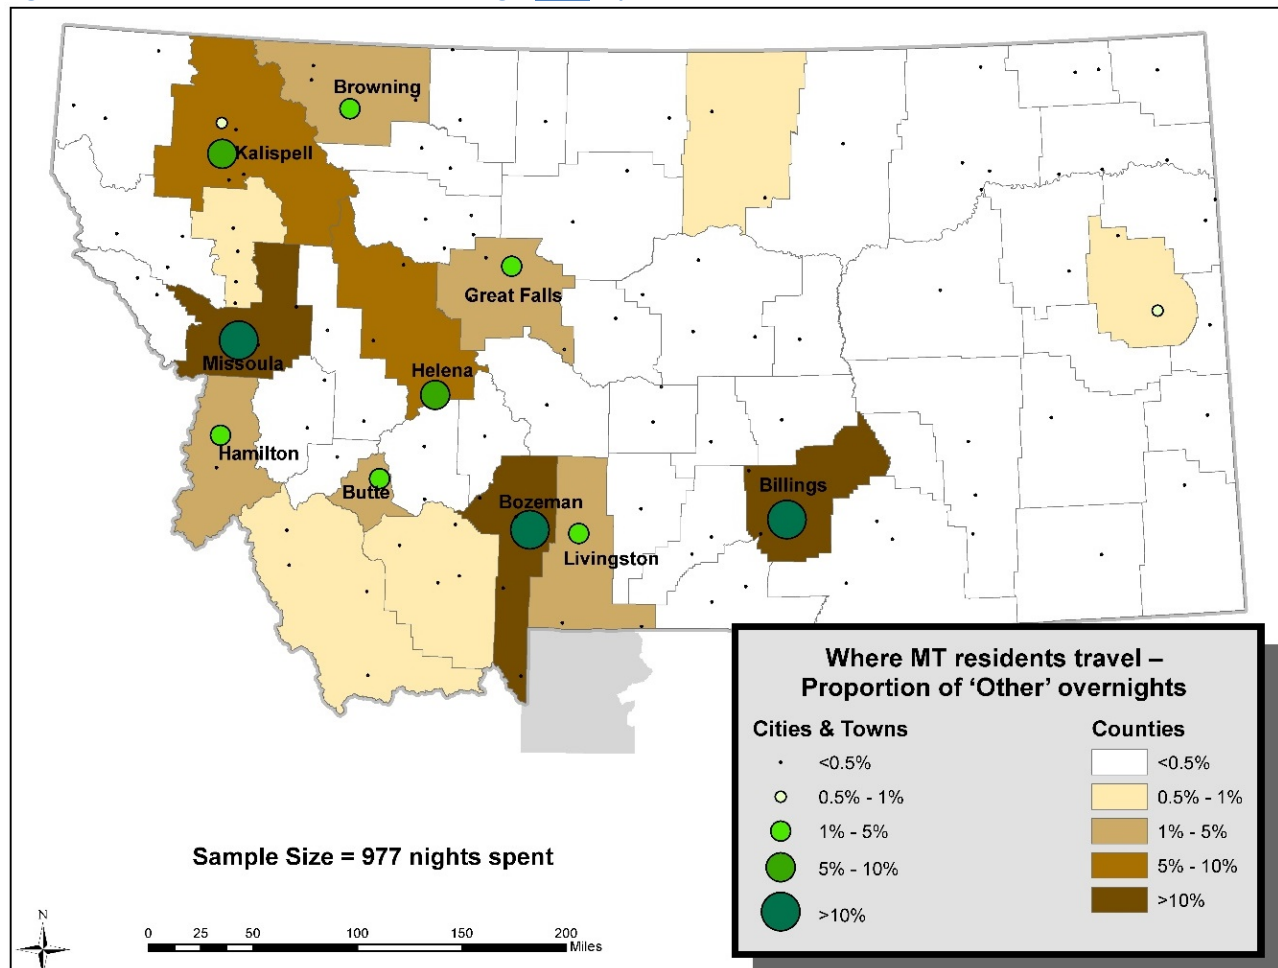 Browning
Kalispell
Great Falls
Missoula
Helena
Hamilton
Butte
Bozeman
Billings
Livingston
Where MT residents travel –
Proportion of ‘Other’ overnights
Cities & Towns
<0.5%
0.5% - 1%
1% - 5%
5% - 10%
>10%
Counties
<0.5%
0.5% - 1%
1% - 5%
5% - 10%
>10%
Sample Size = 977 nights spent
N
0 25 50 100 150 200
Miles